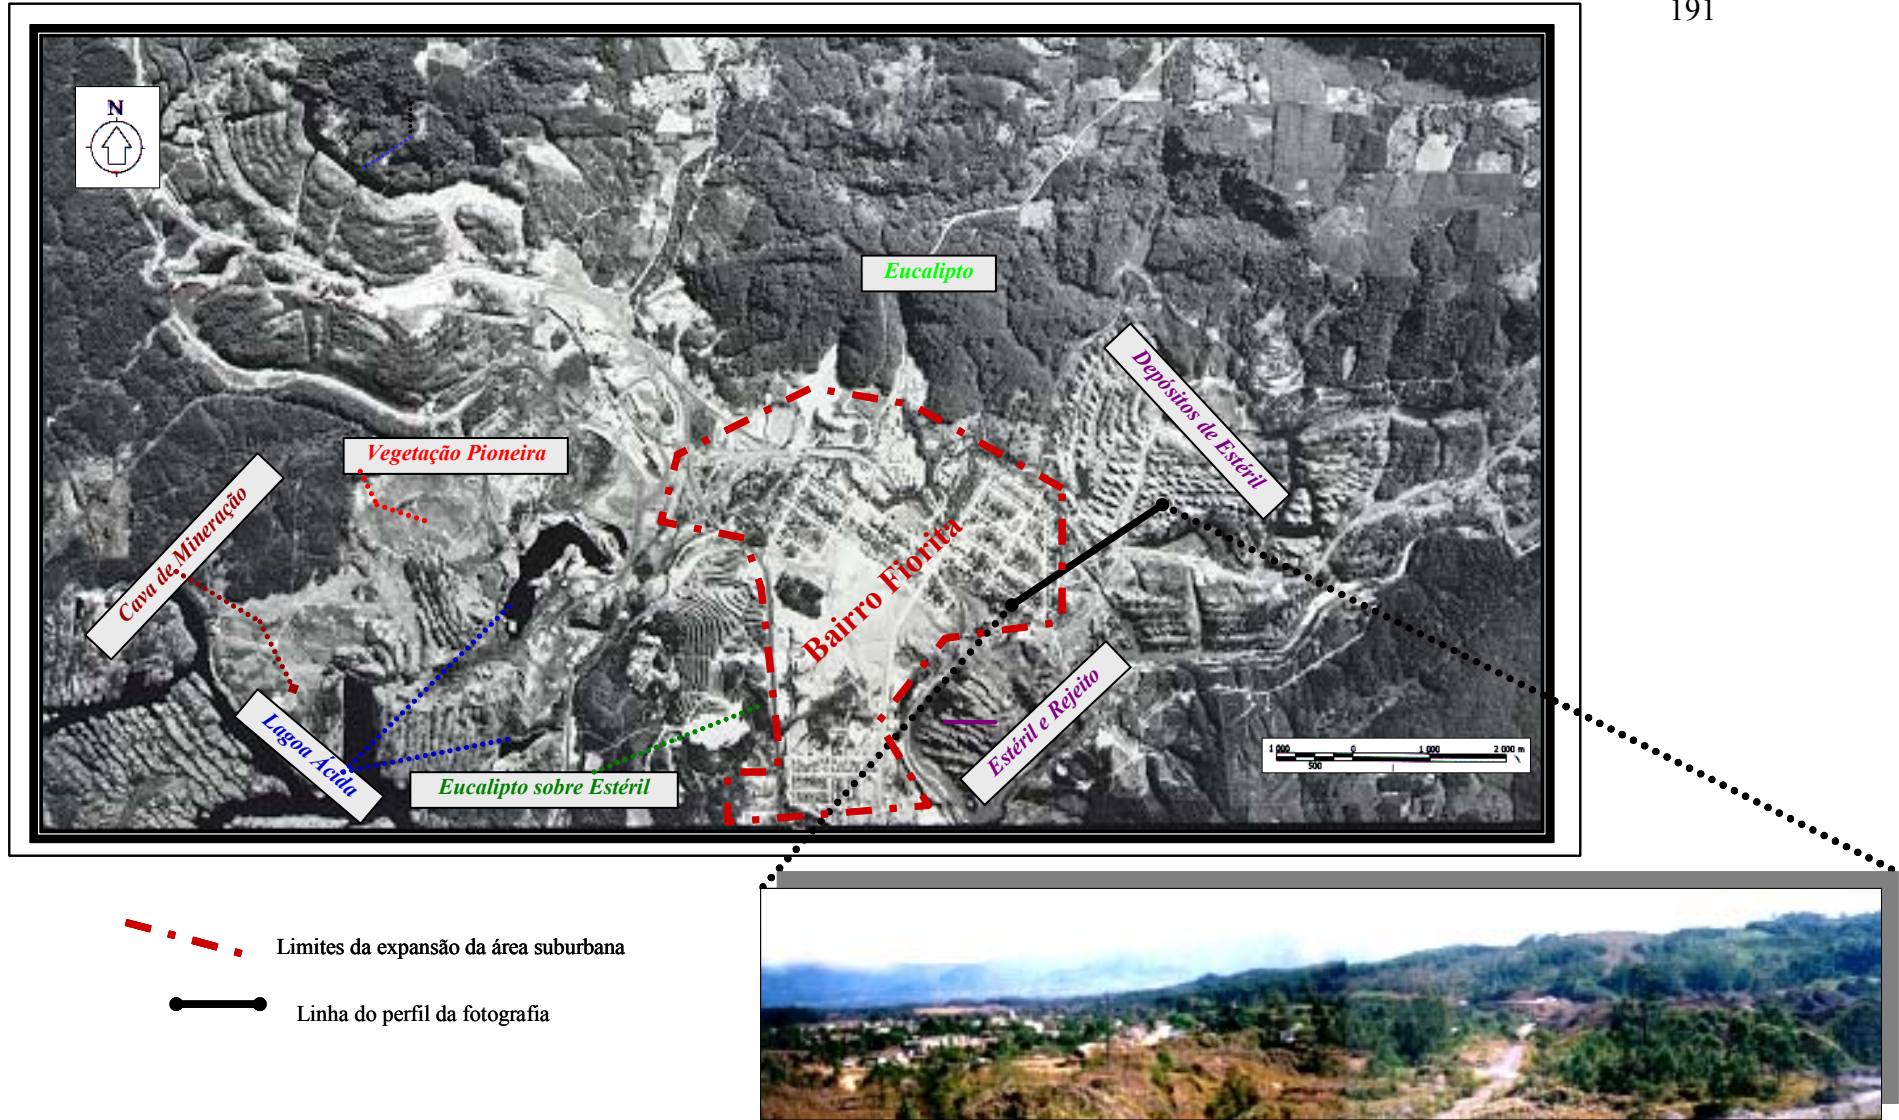 191
N
Eucalipto
Depósitos de Estéril
Vegetação Pioneira
Cava de Mineração
Bairro Fiorita
Lagoa Ácida
Eucalipto sobre Estéril
Estéril e Rejeito
1 000 0 1 000 2 000 m
500
Limites da expansão da área suburbana
Linha do perfil da fotografia